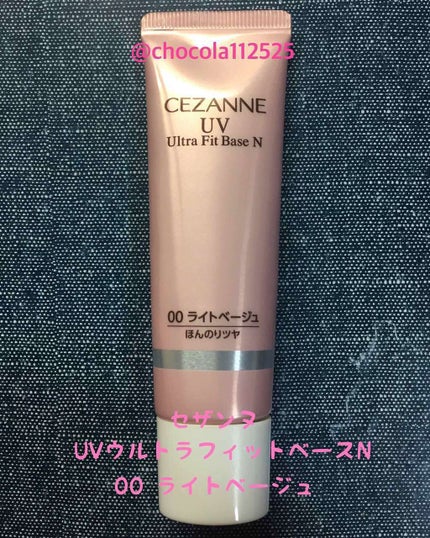 @chocola112525
CEZANNE
UV
Ultra Fit Base N
00 ライトベージュ
ほんのりツヤ
セザンヌ
UVウルトラフィットベースN
00 ライトベージュ